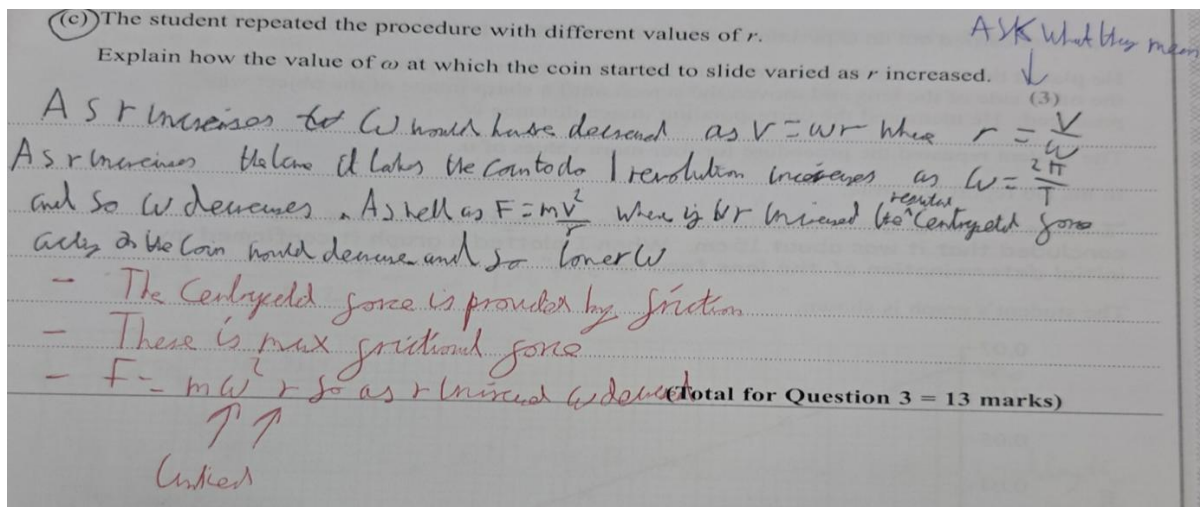 (c) The student repeated the procedure with different values of r.
ASK What they mean
Explain how the value of ω at which the coin started to slide varied as r increased.
(3)
As r increases ω would have decreased as V = ωr where r = V/ω
As r increases the time it takes the coin to do 1 revolution increases as ω = 2π/T
and so ω decreases. As well as F = mv²/r when r increased the required centripetal force
acting on the coin would decrease and so lower ω
- The Centripetal force is provided by friction
- There is max frictional force
- F = mω²r so as r increased ω decreased
(Total for Question 3 = 13 marks)
Linked